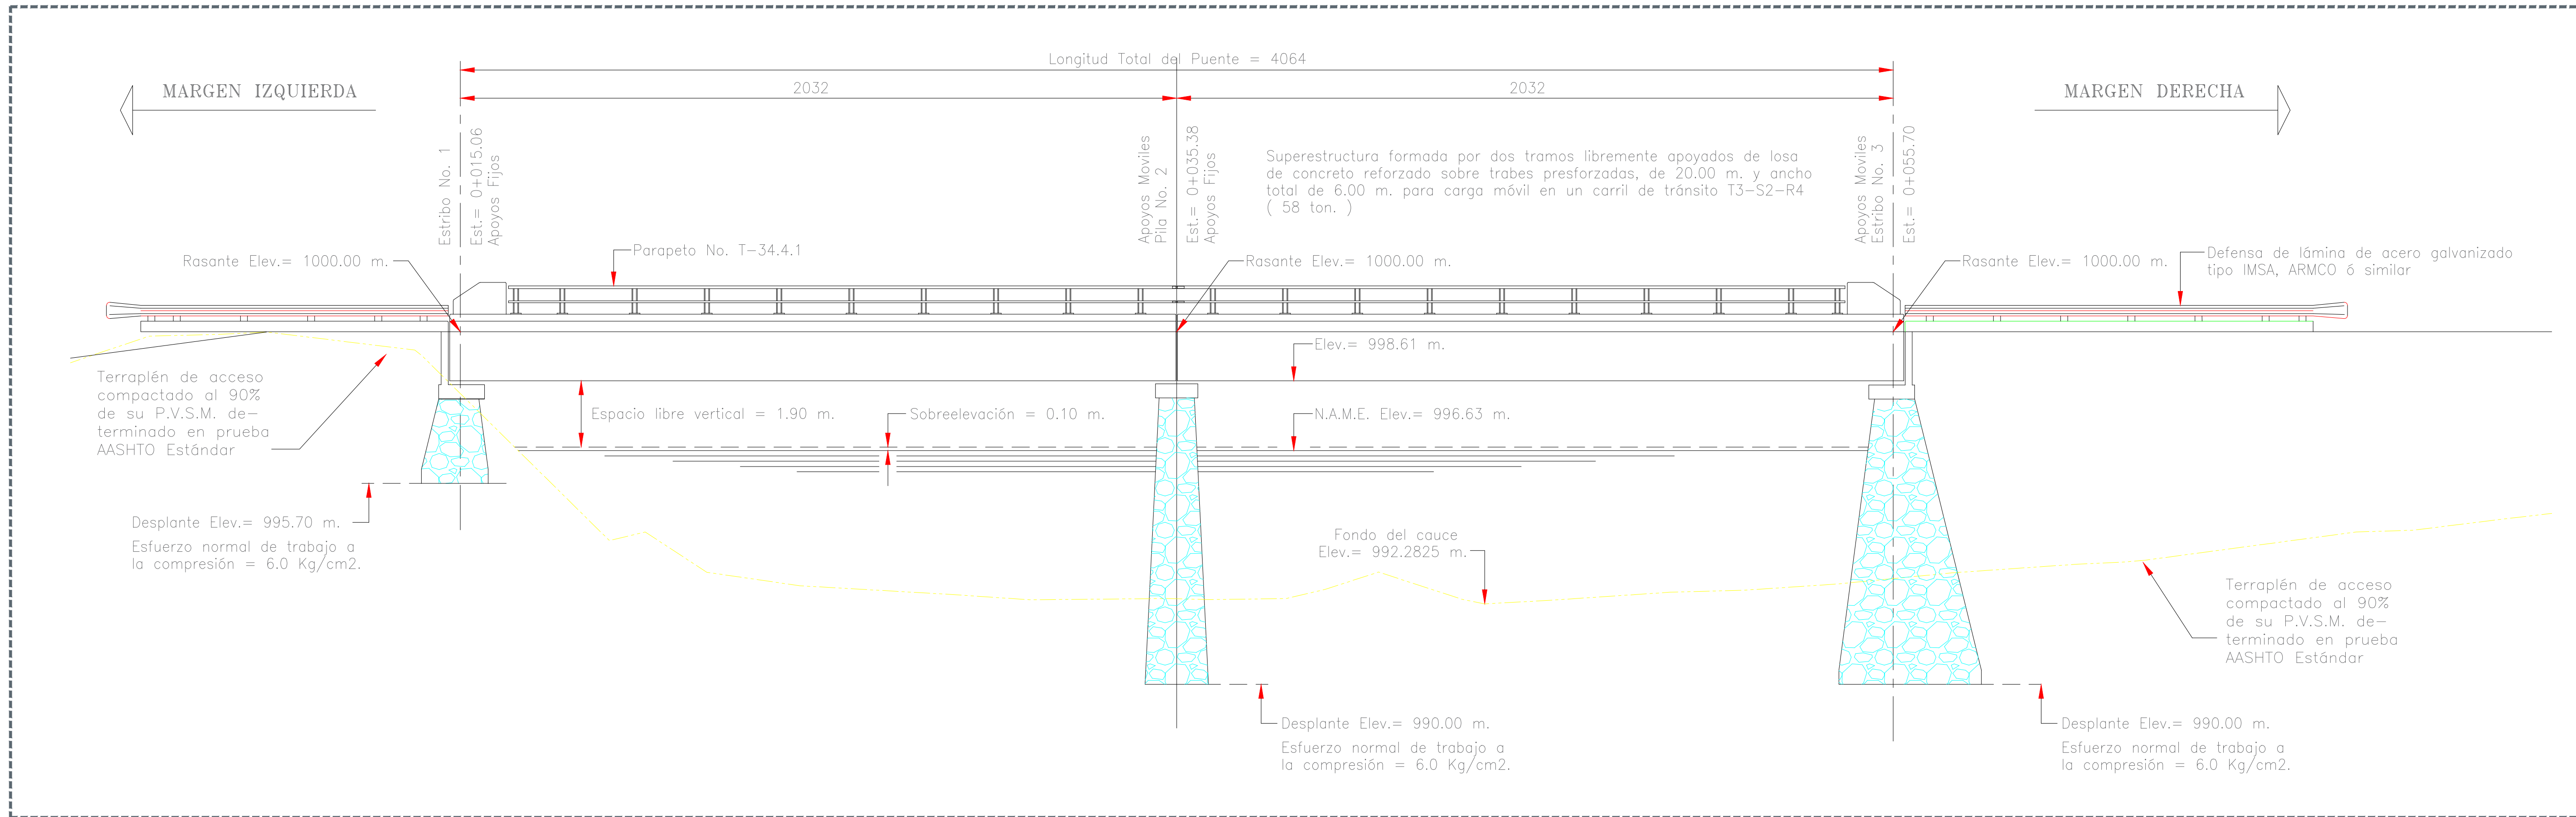 Longitud Total del Puente = 4064
MARGEN IZQUIERDA
2032
2032
MARGEN DERECHA
Estribo No. 1
Est.= 0+015.06
Apoyos Fijos
Apoyos Moviles
Pila No. 2
Est.= 0+035.38
Apoyos Fijos
Superestructura formada por dos tramos libremente apoyados de losa
de concreto reforzado sobre trabes presforzadas, de 20.00 m. y ancho
total de 6.00 m. para carga móvil en un carril de tránsito T3-S2-R4
( 58 ton. )
Apoyos Moviles
Estribo No. 3
Est.= 0+055.70
Rasante Elev.= 1000.00 m.
Parapeto No. T-34.4.1
Rasante Elev.= 1000.00 m.
Rasante Elev.= 1000.00 m.
Defensa de lámina de acero galvanizado
tipo IMSA, ARMCO ó similar
Elev.= 998.61 m.
Terraplén de acceso
compactado al 90%
de su P.V.S.M. de-
terminado en prueba
AASHTO Estándar
Espacio libre vertical = 1.90 m.
Sobreelevación = 0.10 m.
N.A.M.E. Elev.= 996.63 m.
Desplante Elev.= 995.70 m.
Esfuerzo normal de trabajo a
la compresión = 6.0 Kg/cm2.
Fondo del cauce
Elev.= 992.2825 m.
Terraplén de acceso
compactado al 90%
de su P.V.S.M. de-
terminado en prueba
AASHTO Estándar
Desplante Elev.= 990.00 m.
Esfuerzo normal de trabajo a
la compresión = 6.0 Kg/cm2.
Desplante Elev.= 990.00 m.
Esfuerzo normal de trabajo a
la compresión = 6.0 Kg/cm2.